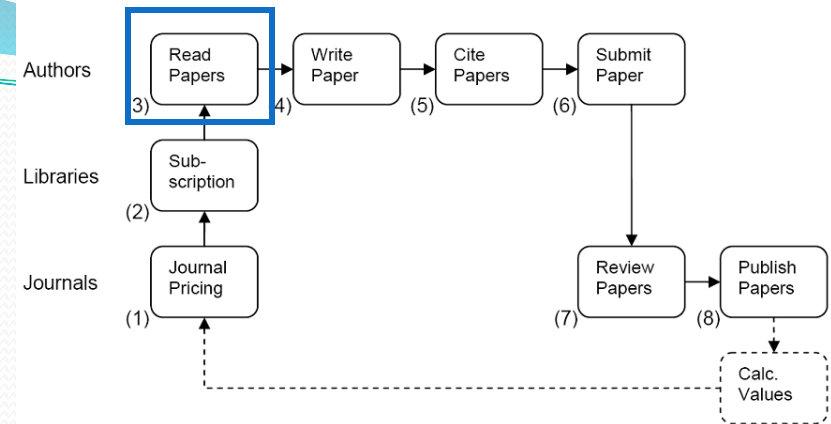 Authors
Read
Papers
3)
Write
Paper
4)
Cite
Papers
(5)
Submit
Paper
(6)
Libraries
Sub-
scription
(2)
Journals
Journal
Pricing
(1)
Review
Papers
(7)
Publish
Papers
(8)
Calc.
Values